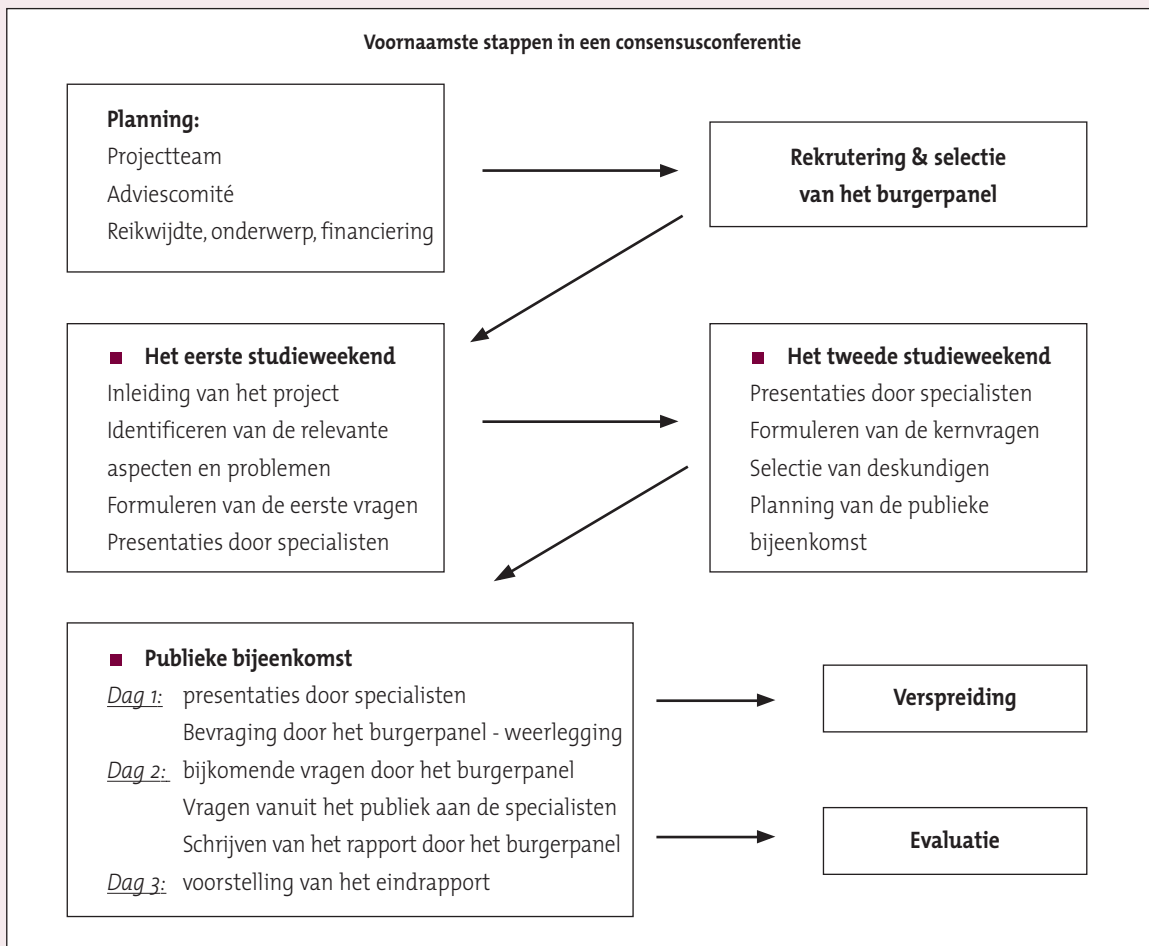 Voornaamste stappen in een consensusconferentie
Planning:
Projectteam
Adviescomité
Reikwijdte, onderwerp, financiering
Rekrutering & selectie
van het burgerpanel
Het eerste studieweekend
Inleiding van het project
Identificeren van de relevante
aspecten en problemen
Formuleren van de eerste vragen
Presentaties door specialisten
Het tweede studieweekend
Presentaties door specialisten
Formuleren van de kernvragen
Selectie van deskundigen
Planning van de publieke
bijeenkomst
Publieke bijeenkomst
Dag 1: presentaties door specialisten
Bevraging door het burgerpanel - weerlegging
Dag 2: bijkomende vragen door het burgerpanel
Vragen vanuit het publiek aan de specialisten
Schrijven van het rapport door het burgerpanel
Dag 3: voorstelling van het eindrapport
Verspreiding
Evaluatie